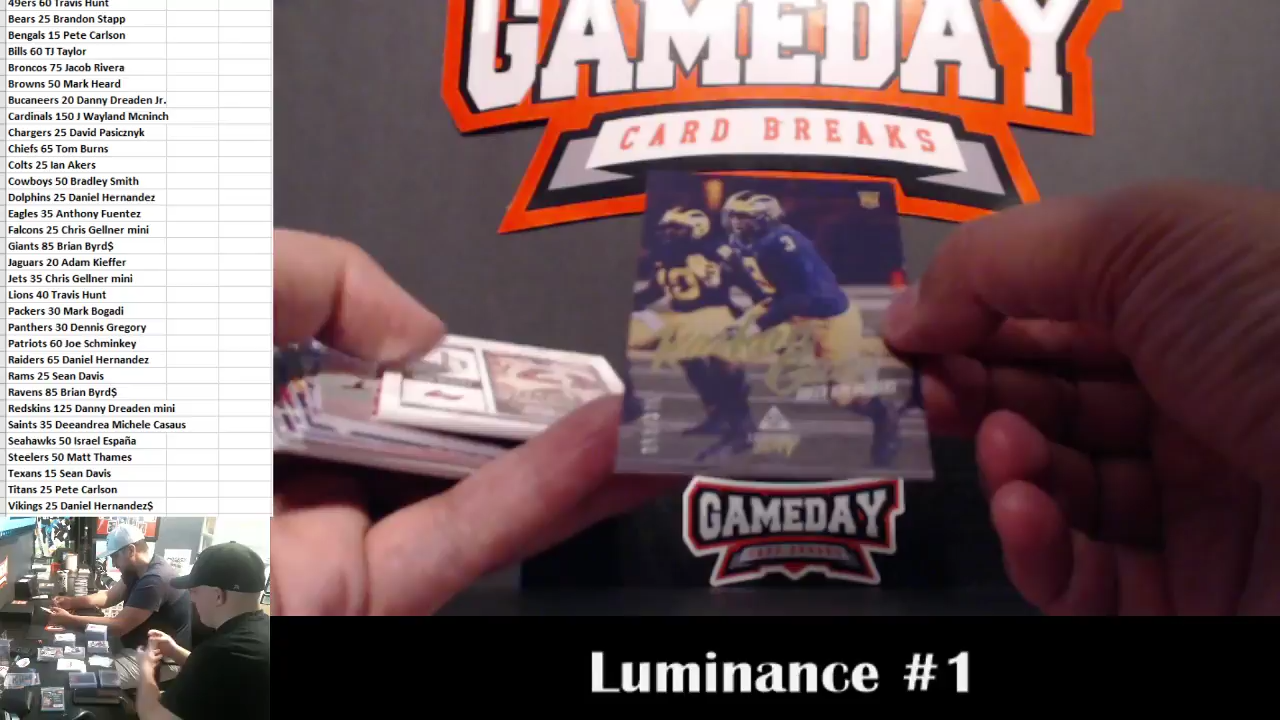 49ers 60 Travis Hunt
Bears 25 Brandon Stapp
Bengals 15 Pete Carlson
Bills 60 TJ Taylor
Broncos 75 Jacob Rivera
Browns 50 Mark Heard
Bucaneers 20 Danny Dreaden Jr.
Cardinals 150 J Wayland Mcninch
Chargers 25 David Pasicznyk
Chiefs 65 Tom Burns
Colts 25 Ian Akers
Cowboys 50 Bradley Smith
Dolphins 25 Daniel Hernandez
Eagles 35 Anthony Fuentez
Falcons 25 Chris Gellner mini
Giants 85 Brian Byrd$
Jaguars 20 Adam Kieffer
Jets 35 Chris Gellner mini
Lions 40 Travis Hunt
Packers 30 Mark Bogadi
Panthers 30 Dennis Gregory
Patriots 60 Joe Schminkey
Raiders 65 Daniel Hernandez
Rams 25 Sean Davis
Ravens 85 Brian Byrd$
Redskins 125 Danny Dreaden mini
Saints 35 Deeandrea Michele Casaus
Seahawks 50 Israel España
Steelers 50 Matt Thames
Texans 15 Sean Davis
Titans 25 Pete Carlson
Vikings 25 Daniel Hernandez$
GAMEDAY
CARD BREAKS
3
GAMEDAY
CARD BREAKS
Luminance #1